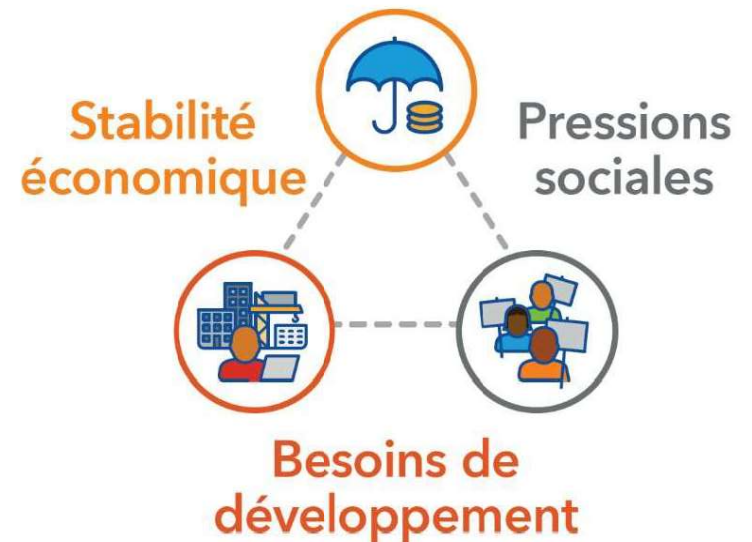 Stabilité
économique
Pressions
sociales
Besoins de
développement